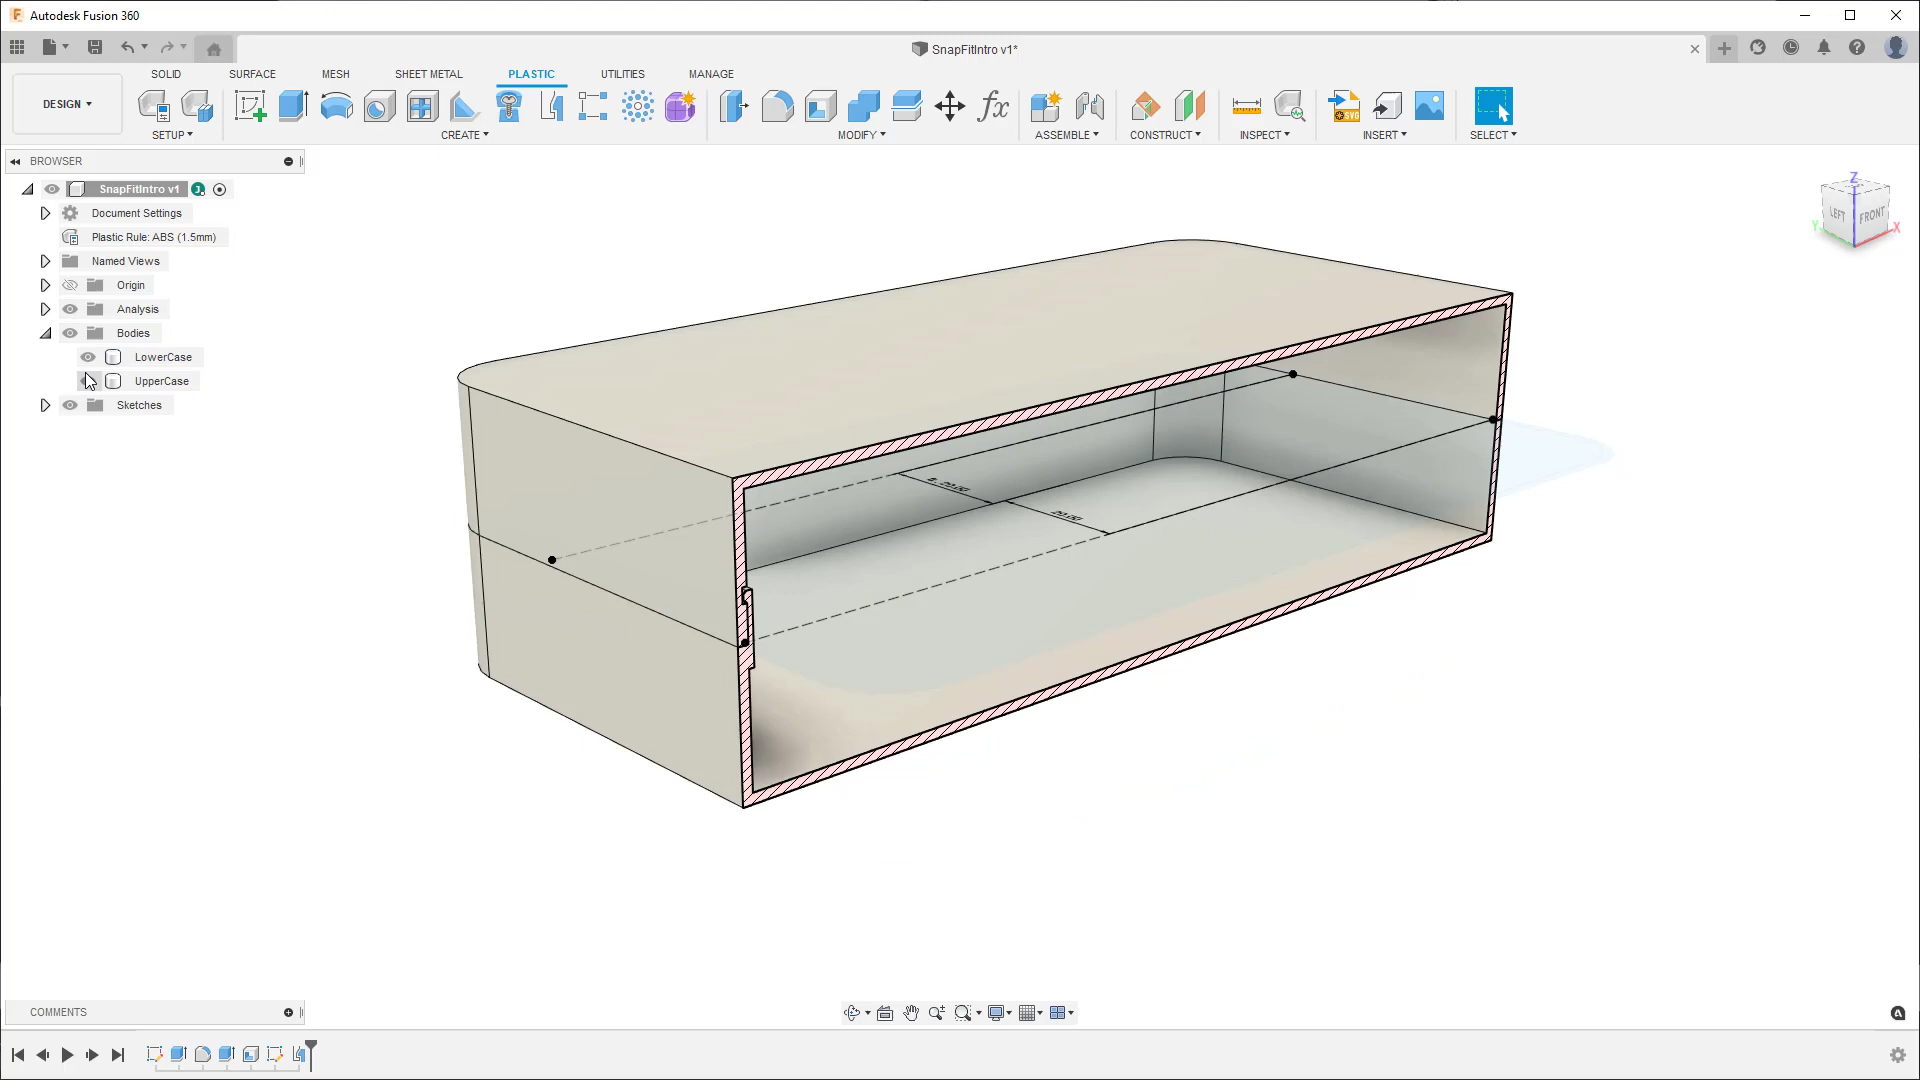 Autodesk Fusion 360
SnapFitIntro v1*
SOLID SURFACE MESH SHEET METAL PLASTIC UTILITIES MANAGE
DESIGN
SETUP CREATE MODIFY ASSEMBLE CONSTRUCT INSPECT INSERT SELECT
SVG
BROWSER
SnapFitIntro v1
Document Settings
Plastic Rule: ABS (1.5mm)
Named Views
Origin
Analysis
Bodies
LowerCase
UpperCase
Sketches
Z
LEFT FRONT
Y X
COMMENTS